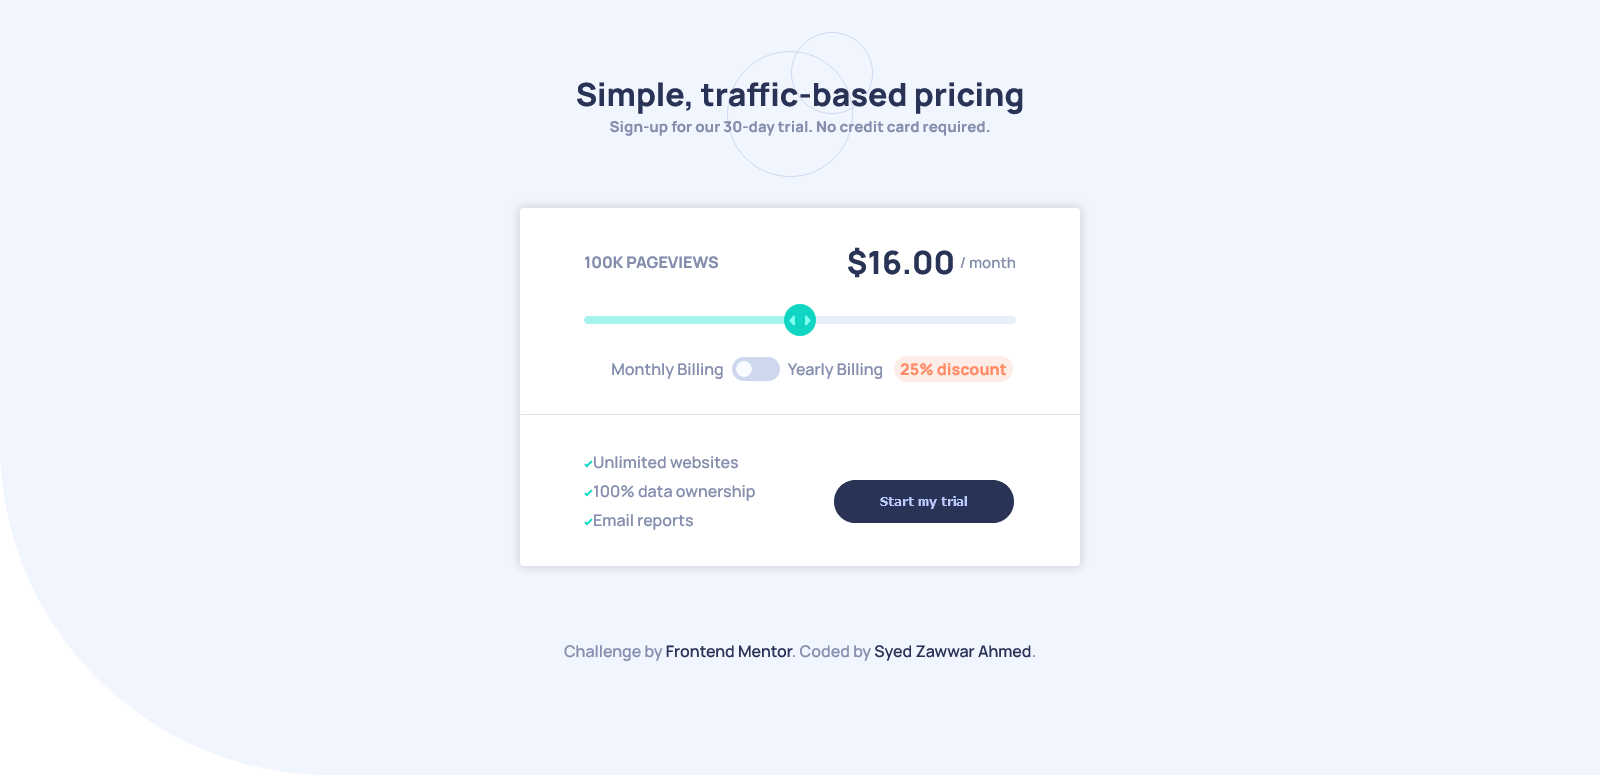 Simple, traffic-based pricing
Sign-up for our 30-day trial. No credit card required.
100K PAGEVIEWS $16.00 / month
Monthly Billing Yearly Billing 25% discount
Unlimited websites
100% data ownership
Email reports
Start my trial
Challenge by Frontend Mentor. Coded by Syed Zawwar Ahmed.